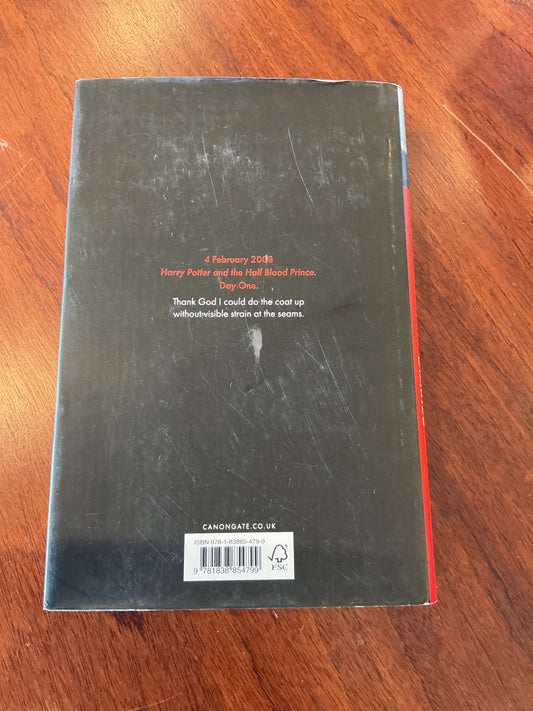 4 February 2008
Harry Potter and the Half Blood Prince.
Day One.
Thank God I could do the coat up
without visible strain at the seams.
CANONGATE.CO.UK
ISBN 978-1-83885-479-9
9 781838 854799
FSC